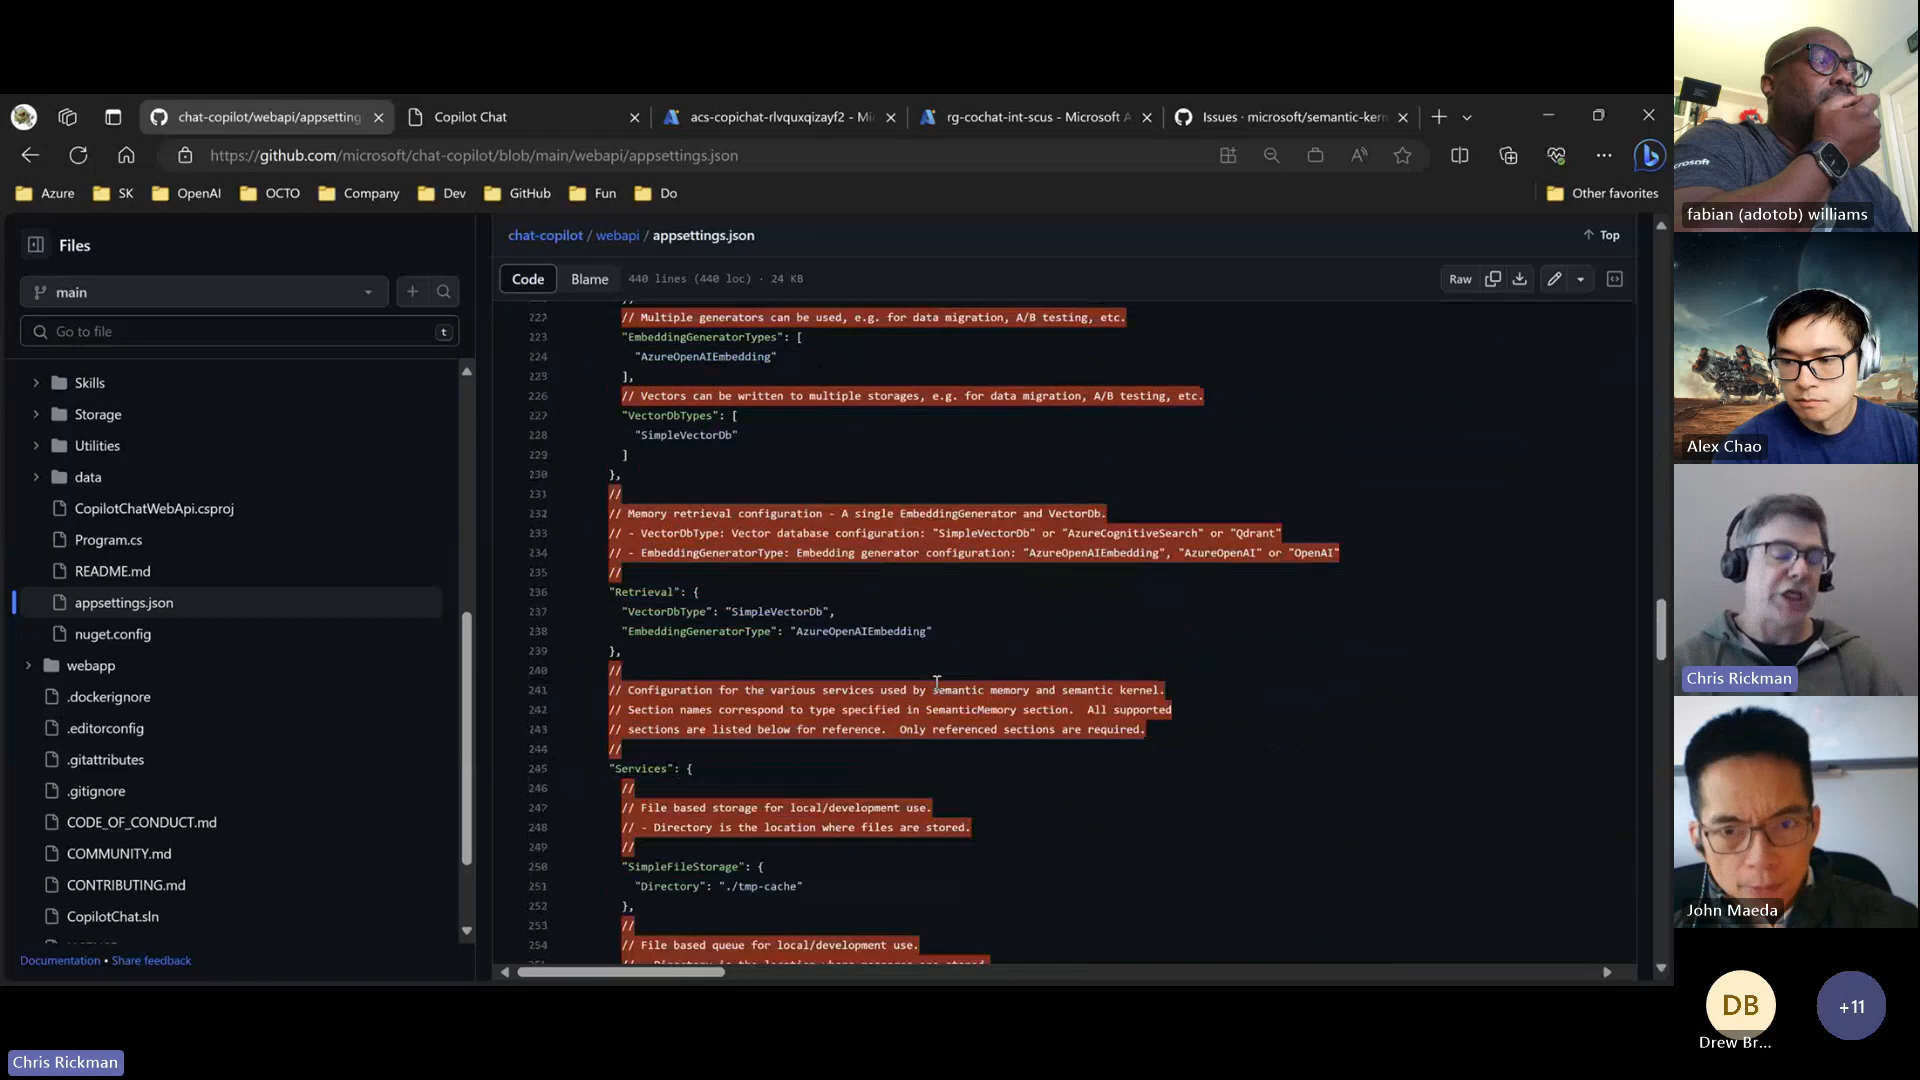 chat-copilot/webapi/appsetting
Copilot Chat
acs-copichat-rlvquxqizayf2 - Mi
rg-cochat-int-scus - Microsoft A
Issues · microsoft/semantic-ker
https://github.com/microsoft/chat-copilot/blob/main/webapi/appsettings.json
Azure
SK
OpenAI
OCTO
Company
Dev
GitHub
Fun
Do
Other favorites
Files
main
Go to file
t
Skills
Storage
Utilities
data
CopilotChatWebApi.csproj
Program.cs
README.md
appsettings.json
nuget.config
webapp
.dockerignore
.editorconfig
.gitattributes
.gitignore
CODE_OF_CONDUCT.md
COMMUNITY.md
CONTRIBUTING.md
CopilotChat.sln
Documentation • Share feedback
chat-copilot / webapi / appsettings.json
↑ Top
Code
Blame
440 lines (440 loc) · 24 KB
Raw
222 // Multiple generators can be used, e.g. for data migration, A/B testing, etc.
223 "EmbeddingGeneratorTypes": [
224 "AzureOpenAIEmbedding"
225 ],
226 // Vectors can be written to multiple storages, e.g. for data migration, A/B testing, etc.
227 "VectorDbTypes": [
228 "SimpleVectorDb"
229 ]
230 },
231 //
232 // Memory retrieval configuration - A single EmbeddingGenerator and VectorDb.
233 // - VectorDbType: Vector database configuration: "SimpleVectorDb" or "AzureCognitiveSearch" or "Qdrant"
234 // - EmbeddingGeneratorType: Embedding generator configuration: "AzureOpenAIEmbedding", "AzureOpenAI" or "OpenAI"
235 //
236 "Retrieval": {
237 "VectorDbType": "SimpleVectorDb",
238 "EmbeddingGeneratorType": "AzureOpenAIEmbedding"
239 },
240 //
241 // Configuration for the various services used by semantic memory and semantic kernel.
242 // Section names correspond to type specified in SemanticMemory section.  All supported
243 // sections are listed below for reference.  Only referenced sections are required.
244 //
245 "Services": {
246 //
247 // File based storage for local/development use.
248 // - Directory is the location where files are stored.
249 //
250 "SimpleFileStorage": {
251 "Directory": "./tmp-cache"
252 },
253 //
254 // File based queue for local/development use.
fabian (adotob) williams
Alex Chao
Chris Rickman
John Maeda
DB
Drew Br...
+11
Chris Rickman